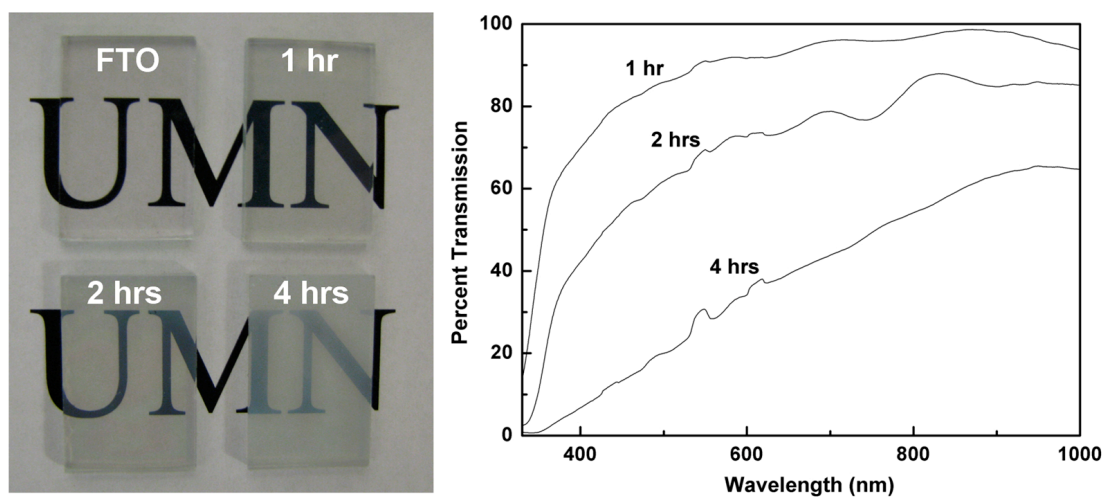 FTO 1 hr
UMN
2 hrs 4 hrs
UMN
Percent Transmission
100
80
60
40
20
0
1 hr
2 hrs
4 hrs
400 600 800 1000
Wavelength (nm)